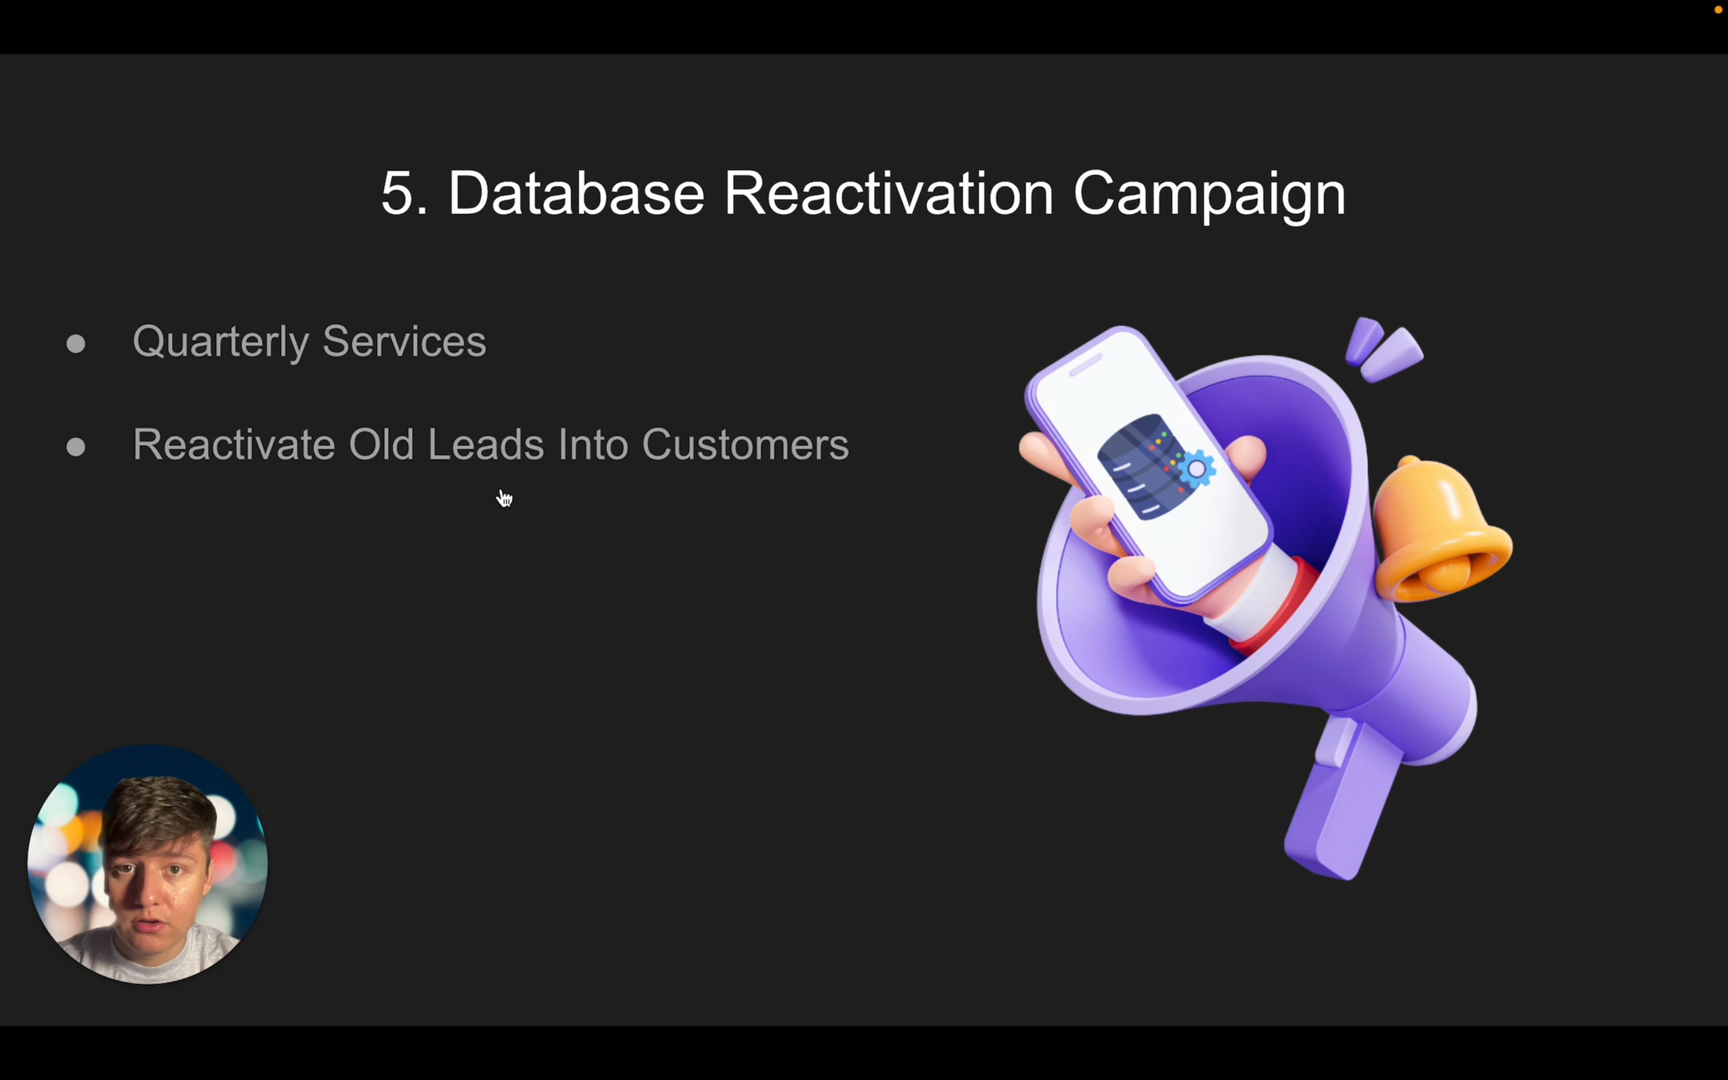 5. Database Reactivation Campaign
● Quarterly Services
● Reactivate Old Leads Into Customers